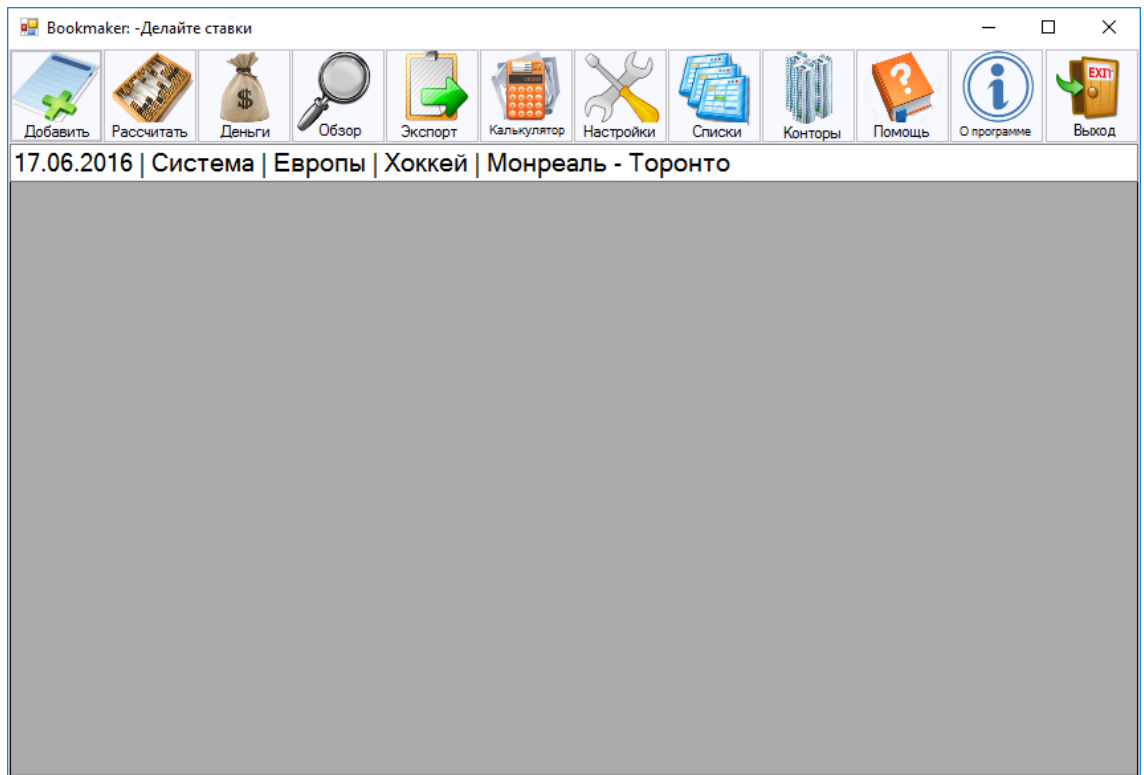 Bookmaker: -Делайте ставки
Добавить Рассчитать Деньги Обзор Экспорт Калькулятор Настройки Списки Конторы Помощь О программе Выход
EXIT
17.06.2016 | Система | Европы | Хоккей | Монреаль - Торонто